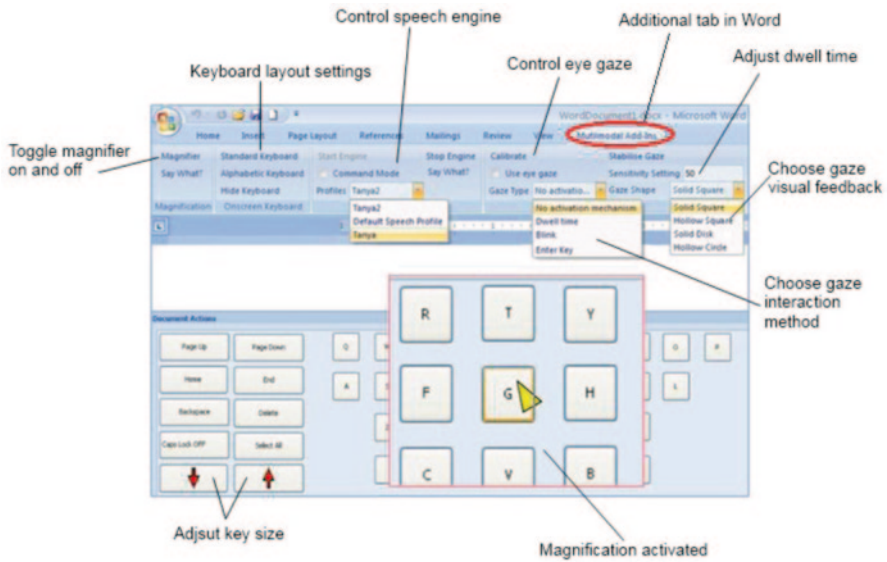 Control speech engine
Additional tab in Word
Keyboard layout settings
Control eye gaze
Adjust dwell time
Toggle magnifier
on and off
Choose gaze
visual feedback
Choose gaze
interaction
method
WordDocument1.docx - Microsoft Word
Home Insert Page Layout References Mailings Review View Multimodal Add-Ins
Magnifier Standard Keyboard Start Engine Stop Engine Calibrate Stabilise Gaze
Say What? Alphabetic Keyboard Command Mode Say What? Use eye gaze Sensitivity Setting 50
Hide Keyboard Profiles Tanya2 Gaze Type No activatio... Gaze Shape Solid Square
Magnification Onscreen Keyboard
Tanya2
Default Speech Profile
Tanya
No activation mechanism
Dwell time
Blink
Enter Key
Solid Square
Hollow Square
Solid Disk
Hollow Circle
Document Actions
Page Up Page Down Q O P
Home End A L
Backspace Delete
Caps Lock OFF Select All
R T Y
F G H
C V B
Adjsut key size
Magnification activated